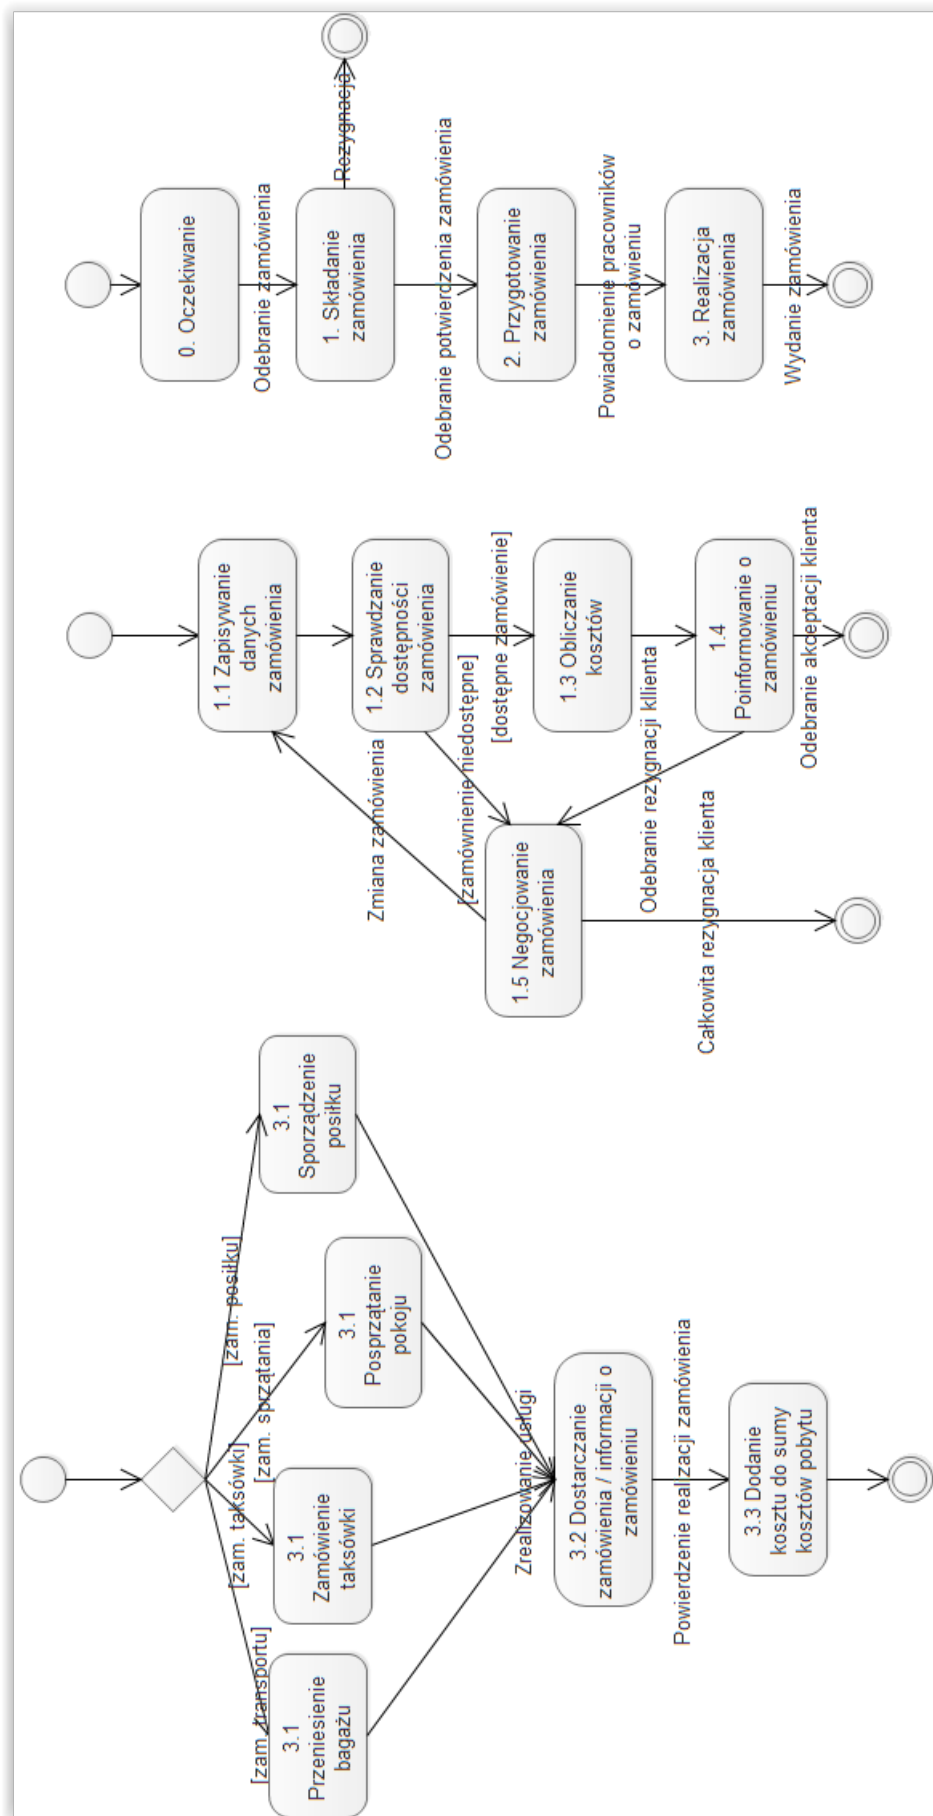 [zam. transportu]
[zam. taksówki]
[zam. sprzątania]
[zam. posiłku]
3.1
Przeniesienie
bagażu
3.1
Zamówienie
taksówki
3.1
Posprzątanie
pokoju
3.1
Sporządzenie
posiłku
Zrealizowanie usługi
3.2 Dostarczanie
zamówienia / informacji o
zamówieniu
Powierdzenie realizacji zamówienia
3.3 Dodanie
kosztu do sumy
kosztów pobytu
1.1 Zapisywanie
danych
zamówienia
Zmiana zamówienia
1.2 Sprawdzanie
dostępności
zamówienia
[zamównienie niedostępne]
[dostępne zamówienie]
1.5 Negocjowanie
zamówienia
1.3 Obliczanie
kosztów
Odebranie rezygnacji kllienta
Całkowita rezygnacja klienta
1.4
Poinformowanie o
zamówieniu
Odebranie akceptacji klienta
0. Oczekiwanie
Odebranie zamówienia
1. Składanie
zamówienia
Rezygnacja
Odebranie potwierdzenia zamówienia
2. Przygotowanie
zamówienia
Powiadomienie pracowników
o zamówieniu
3. Realizacja
zamówienia
Wydanie zamówienia